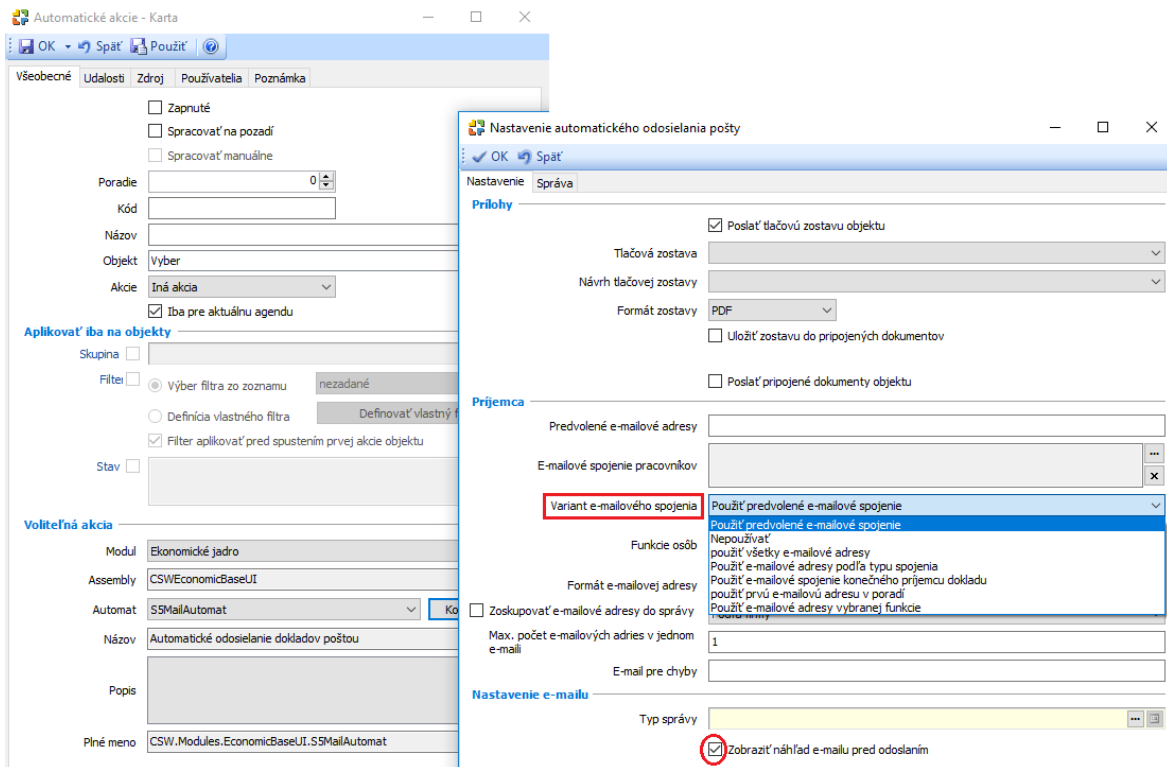 Automatické akcie - Karta
OK Späť Použiť
Všeobecné Udalosti Zdroj Používatelia Poznámka
Zapnuté
Spracovať na pozadí
Spracovať manuálne
Poradie 0
Kód
Názov
Objekt Vyber
Akcie Iná akcia
Iba pre aktuálnu agendu
Aplikovať iba na objekty
Skupina
Filter Výber filtra zo zoznamu nezadané
Definícia vlastného filtra Definovať vlastný
Filter aplikovať pred spustením prvej akcie objektu
Stav
Voliteľná akcia
Modul Ekonomické jadro
Assembly CSWEconomicBaseUI
Automat S5MailAutomat Ko
Názov Automatické odosielanie dokladov poštou
Popis
Plné meno CSW.Modules.EconomicBaseUI.S5MailAutomat
Nastavenie automatického odosielania pošty
OK Späť
Nastavenie Správa
Prílohy
Poslať tlačovú zostavu objektu
Tlačová zostava
Návrh tlačovej zostavy
Formát zostavy PDF
Uložiť zostavu do pripojených dokumentov
Poslať pripojené dokumenty objektu
Príjemca
Predvolené e-mailové adresy
E-mailové spojenie pracovníkov
Variant e-mailového spojenia Použiť predvolené e-mailové spojenie
Použiť predvolené e-mailové spojenie
Nepoužívať
použiť všetky e-mailové adresy
Použiť e-mailové adresy podľa typu spojenia
Použiť e-mailové spojenie konečného príjemcu dokladu
použiť prvú e-mailovú adresu v poradí
Použiť e-mailové adresy vybranej funkcie
Funkcie osôb
Formát e-mailovej adresy
Zoskupovať e-mailové adresy do správy
Max. počet e-mailových adries v jednom
e-maili
1
E-mail pre chyby
Nastavenie e-mailu
Typ správy
Zobraziť náhľad e-mailu pred odoslaním